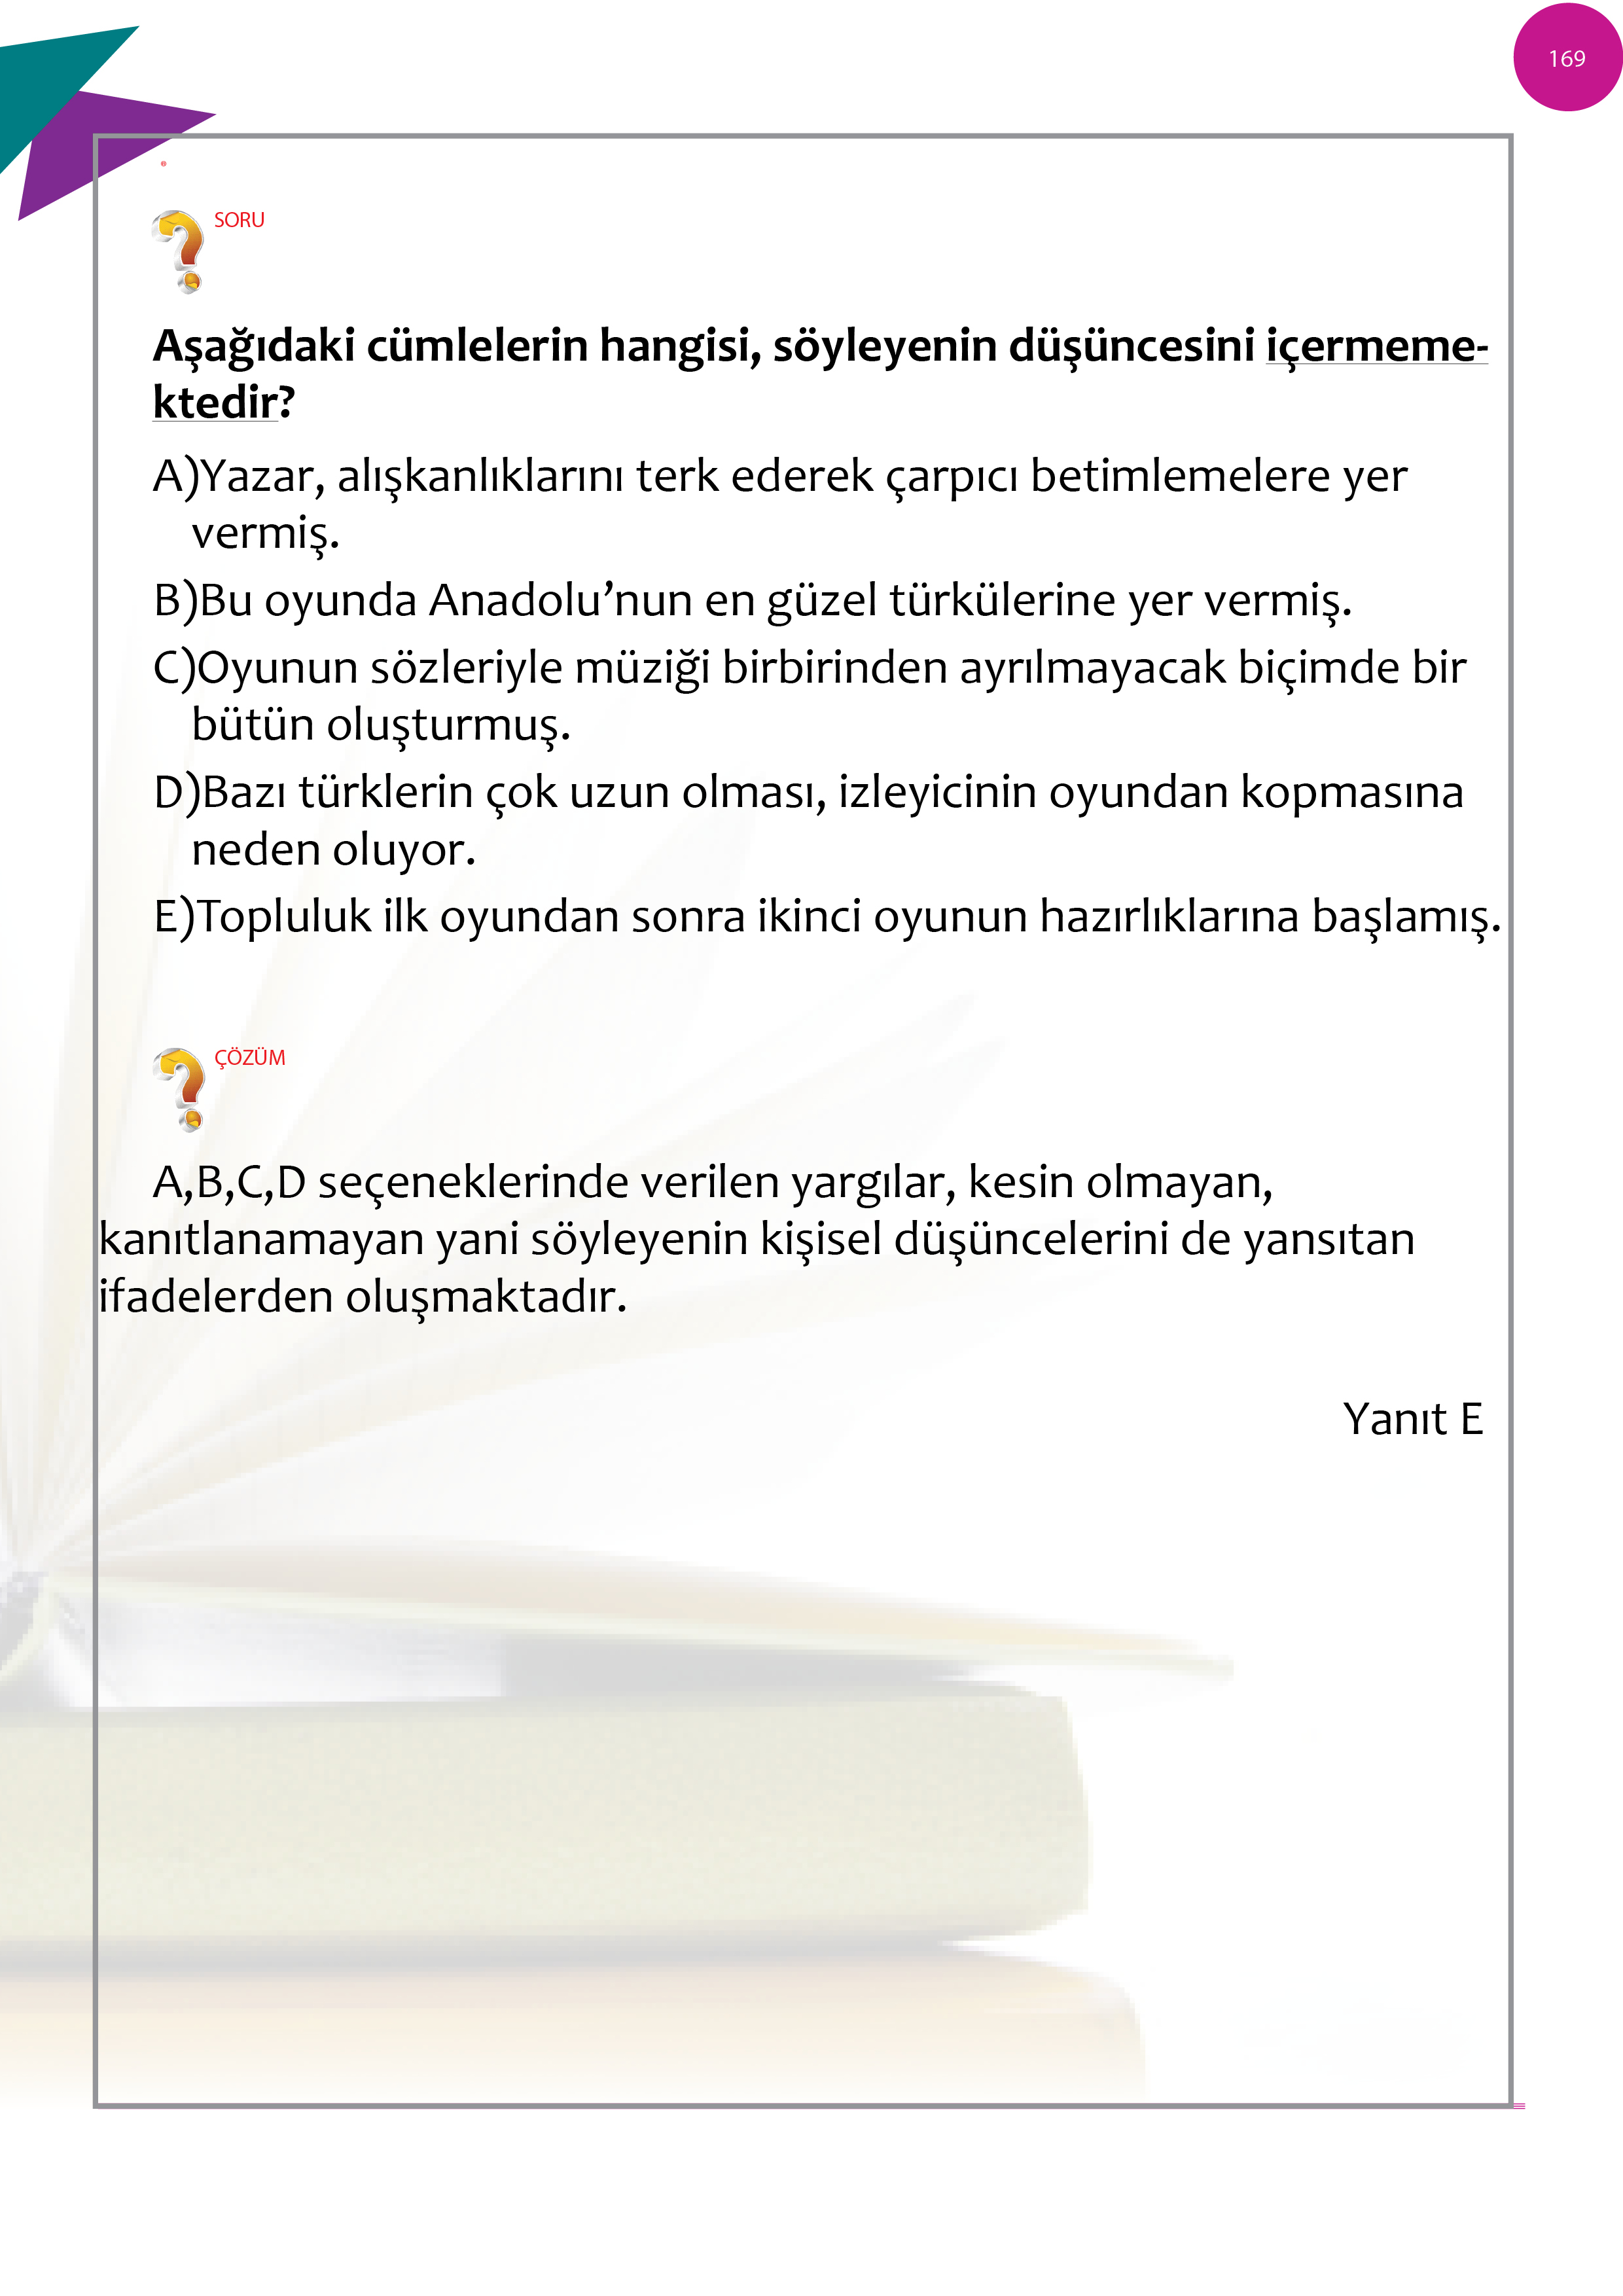 169
SORU
Aşağıdaki cümlelerin hangisi, söyleyenin düşüncesini içermeme-
ktedir?
A)Yazar, alışkanlıklarını terk ederek çarpıcı betimlemelere yer
vermiş.
B)Bu oyunda Anadolu’nun en güzel türkülerine yer vermiş.
C)Oyunun sözleriyle müziği birbirinden ayrılmayacak biçimde bir
bütün oluşturmuş.
D)Bazı türklerin çok uzun olması, izleyicinin oyundan kopmasına
neden oluyor.
E)Topluluk ilk oyundan sonra ikinci oyunun hazırlıklarına başlamış.
ÇÖZÜM
A,B,C,D seçeneklerinde verilen yargılar, kesin olmayan,
kanıtlanamayan yani söyleyenin kişisel düşüncelerini de yansıtan
ifadelerden oluşmaktadır.
Yanıt E